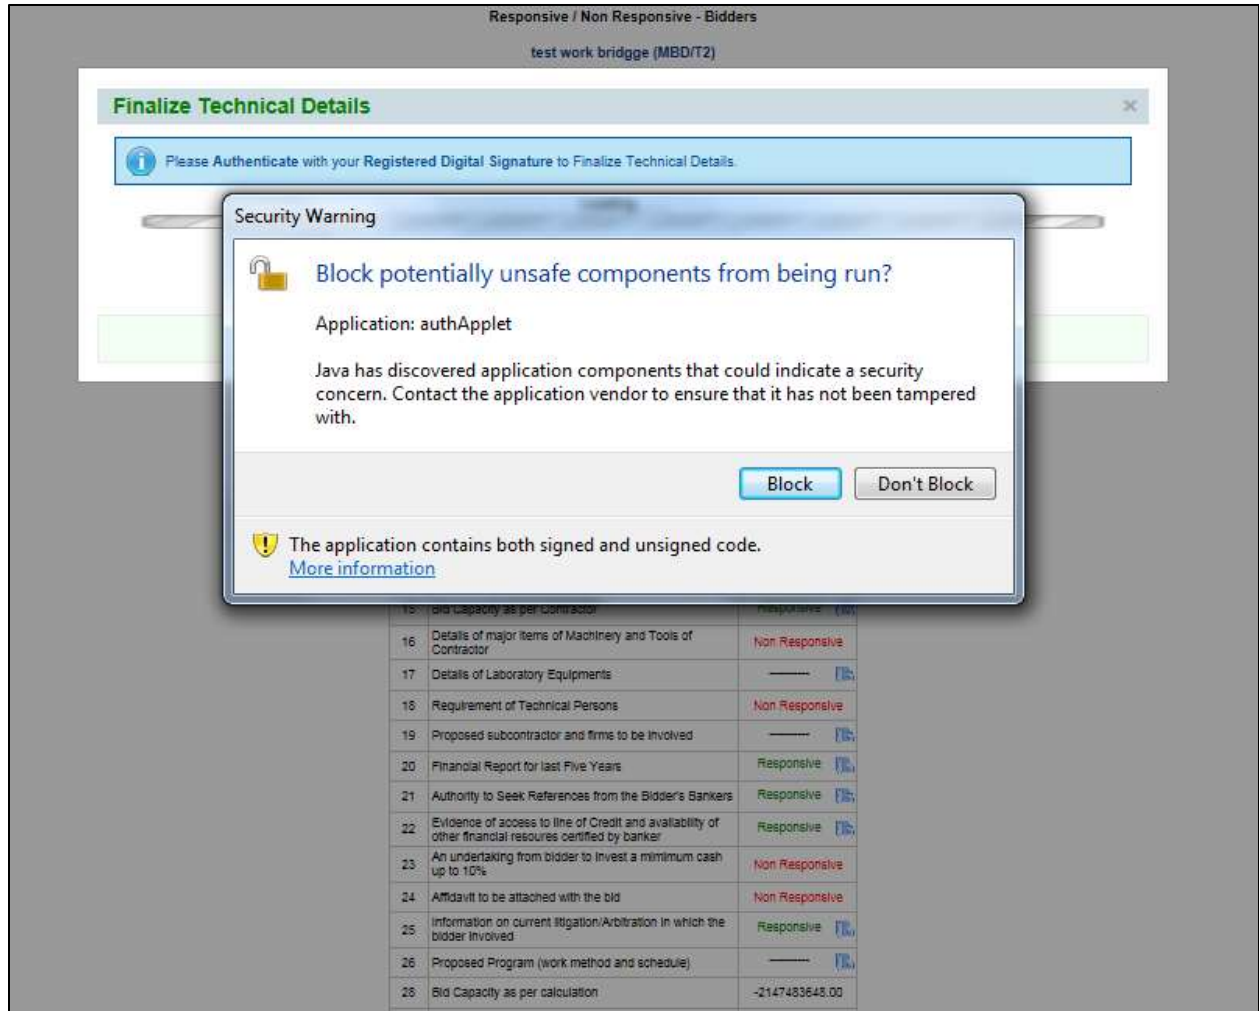 Responsive / Non Responsive - Bidders
test work bridgge (MBD/T2)
Finalize Technical Details
Please Authenticate with your Registered Digital Signature to Finalize Technical Details.
Security Warning
Block potentially unsafe components from being run?
Application: authApplet
Java has discovered application components that could indicate a security
concern. Contact the application vendor to ensure that it has not been tampered
with.
Block Don't Block
The application contains both signed and unsigned code.
More information
15 Bid Capacity as per Contractor Responsive
16 Details of major items of Machinery and Tools of
Contractor Non Responsive
17 Details of Laboratory Equipments ---------
18 Requirement of Technical Persons Non Responsive
19 Proposed subcontractor and firms to be involved ---------
20 Financial Report for last Five Years Responsive
21 Authority to Seek References from the Bidder's Bankers Responsive
22 Evidence of access to line of Credit and availability of
other financial resoures certified by banker Responsive
23 An undertaking from bidder to invest a mimimum cash
up to 10% Non Responsive
24 Affidavit to be attached with the bid Non Responsive
25 Information on current litigation/Arbitration in which the
bidder involved Responsive
26 Proposed Program (work method and schedule) ---------
28 Bid Capacity as per calculation -2147483648.00